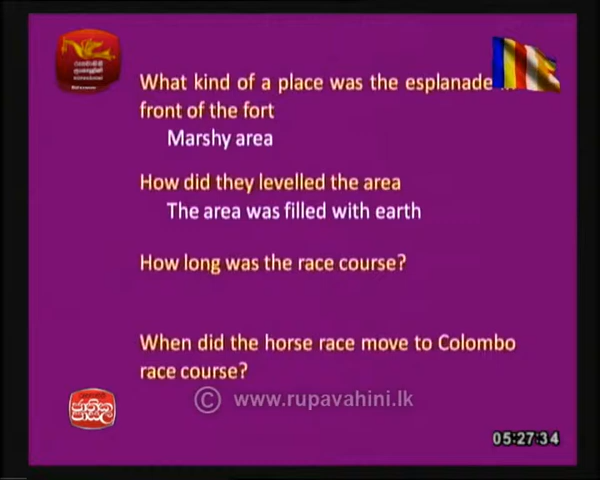 What kind of a place was the esplanade
front of the fort
Marshy area
How did they levelled the area
The area was filled with earth
How long was the race course?
When did the horse race move to Colombo
race course?
© www.rupavahini.lk
05:27:34